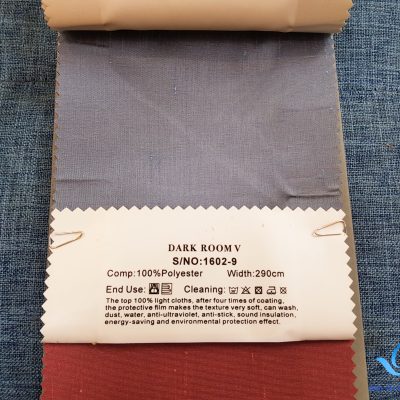 DARK ROOM V
S/NO:1602-9
Comp:100%Polyester Width:290cm
End Use: Cleaning:
The top 100% light cloths, after four times of coating,
the protective film makes the texture very soft, can wash,
dust, water, anti-ultraviolet, anti-stick, sound insulation,
energy-saving and environmental protection effect.